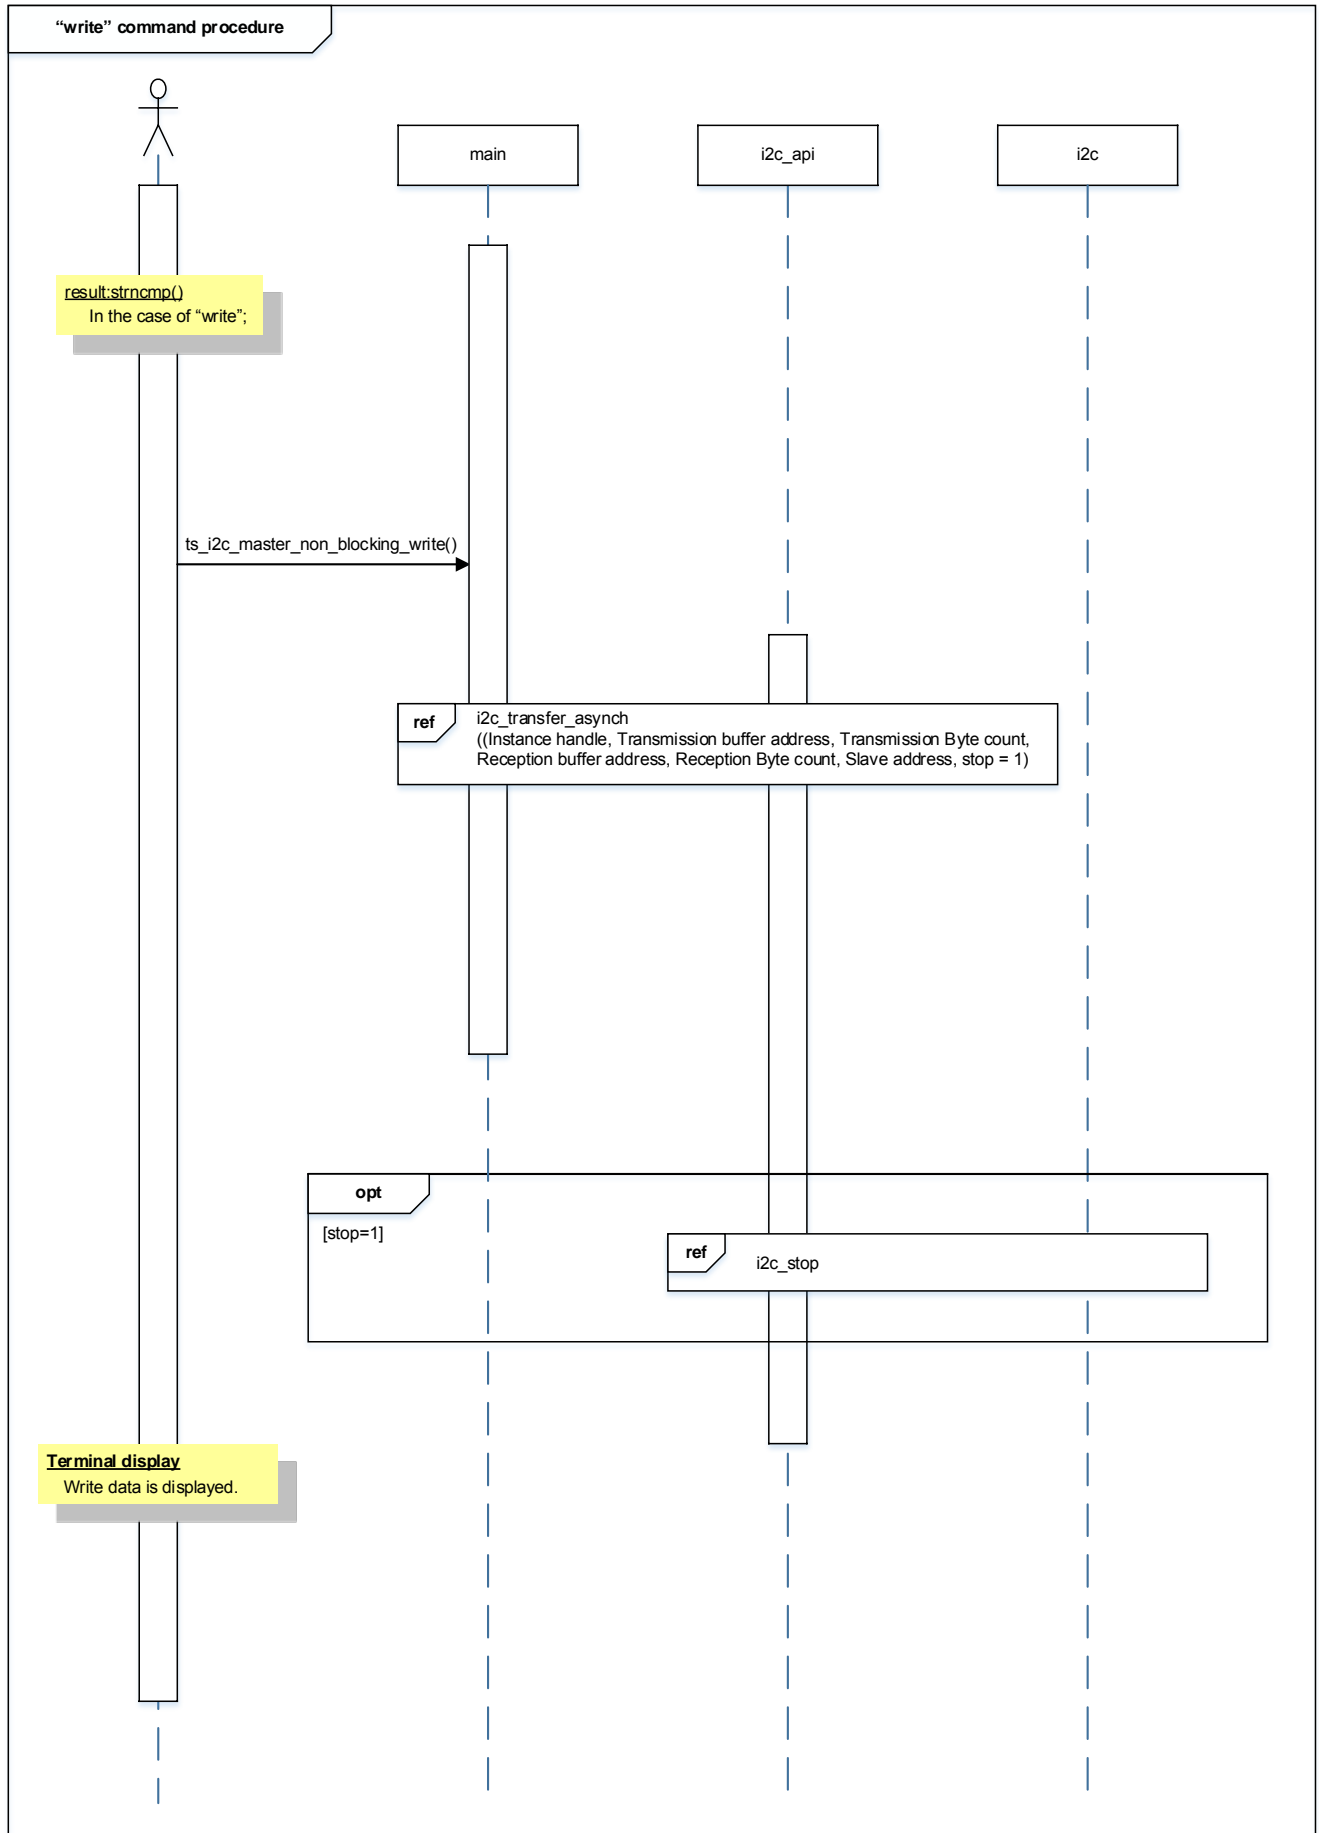 “write” command procedure
main
i2c_api
i2c
result:strncmp()
In the case of “write”;
ts_i2c_master_non_blocking_write()
ref
i2c_transfer_asynch
((Instance handle, Transmission buffer address, Transmission Byte count,
Reception buffer address, Reception Byte count, Slave address, stop = 1)
opt
[stop=1]
ref
i2c_stop
Terminal display
Write data is displayed.